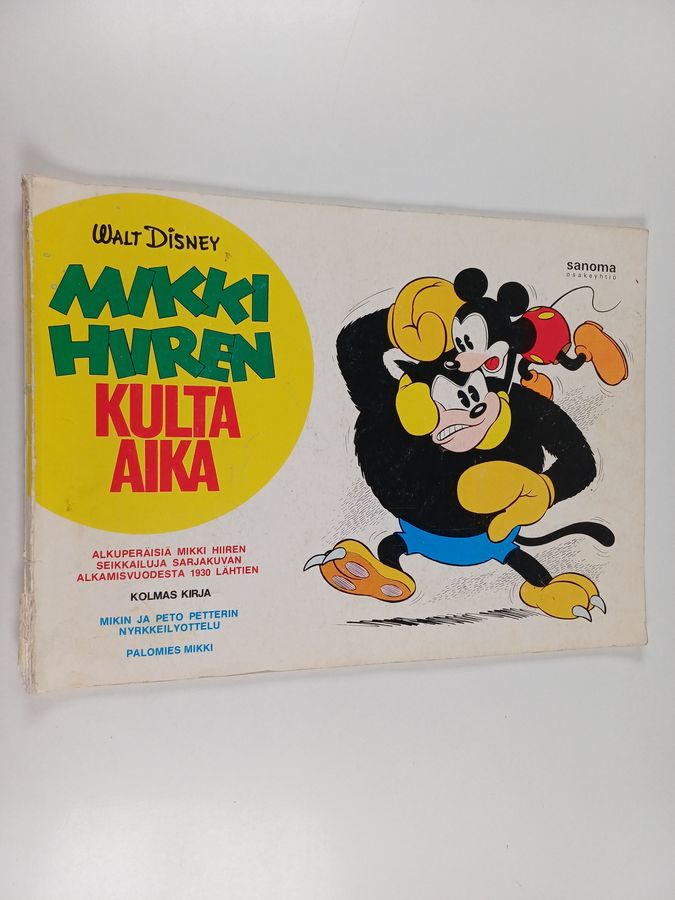 WALT DISNEY
MIKKI
HIIREN
KULTA
AIKA
ALKUPERÄISIÄ MIKKI HIIREN
SEIKKAILUJA SARJAKUVAN
ALKAMISVUODESTA 1930 LÄHTIEN
KOLMAS KIRJA
MIKIN JA PETO PETTERIN
NYRKKEILYOTTELU
PALOMIES MIKKI
sanoma
osakeyhtiö